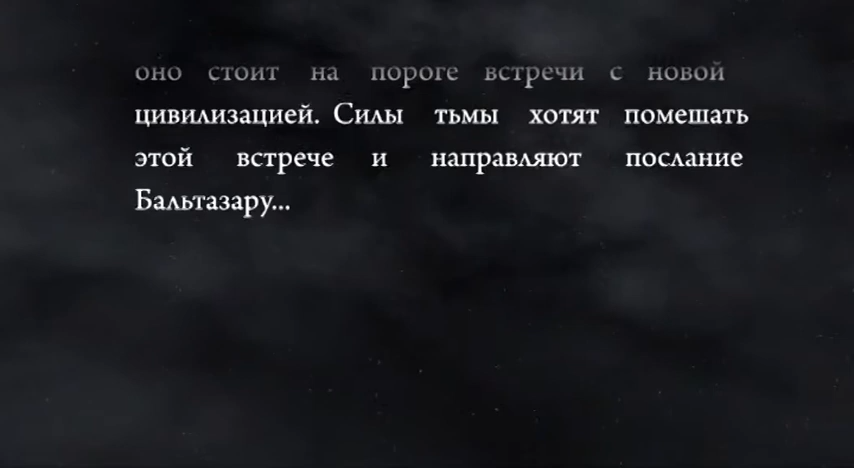 оно стоит на пороге встречи с новой
цивилизацией. Силы тьмы хотят помешать
этой встрече и направляют послание
Бальтазару...